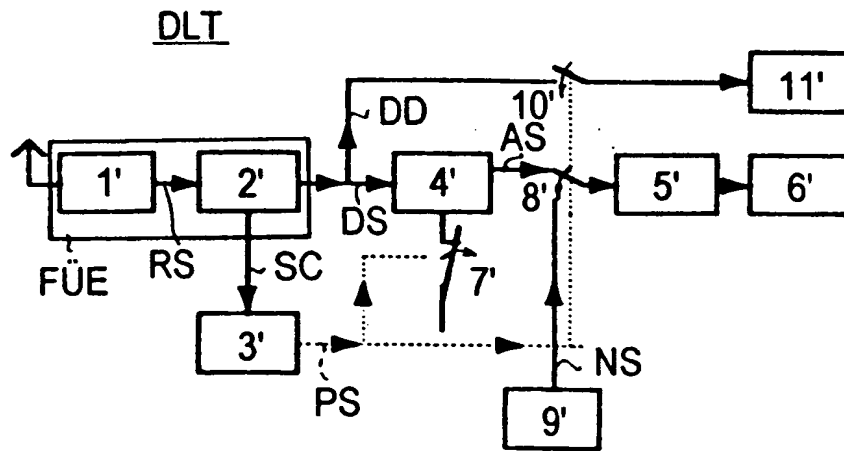 DLT
10'
11'
DD
AS
1'
2'
4'
8'
5'
6'
DS
FÜE
RS
SC
7'
3'
PS
NS
9'